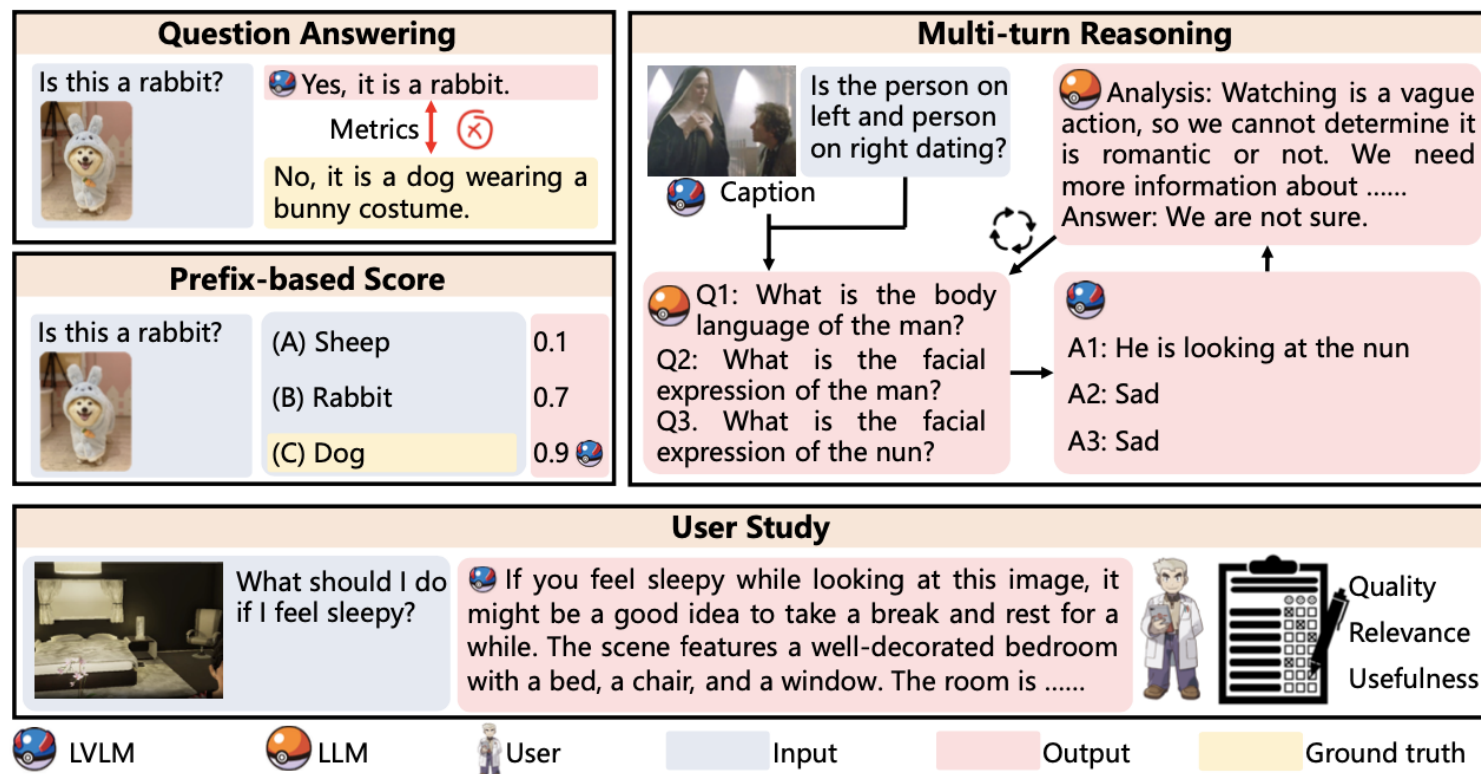 Question Answering
Is this a rabbit?
Yes, it is a rabbit.
Metrics
No, it is a dog wearing a
bunny costume.
Prefix-based Score
Is this a rabbit?
(A) Sheep
0.1
(B) Rabbit
0.7
(C) Dog
0.9
Multi-turn Reasoning
Is the person on
left and person
on right dating?
Caption
Analysis: Watching is a vague
action, so we cannot determine it
is romantic or not. We need
more information about ......
Answer: We are not sure.
Q1: What is the body
language of the man?
Q2: What is the facial
expression of the man?
Q3. What is the facial
expression of the nun?
A1: He is looking at the nun
A2: Sad
A3: Sad
User Study
What should I do
if I feel sleepy?
If you feel sleepy while looking at this image, it
might be a good idea to take a break and rest for a
while. The scene features a well-decorated bedroom
with a bed, a chair, and a window. The room is ......
Quality
Relevance
Usefulness
LVLM
LLM
User
Input
Output
Ground truth